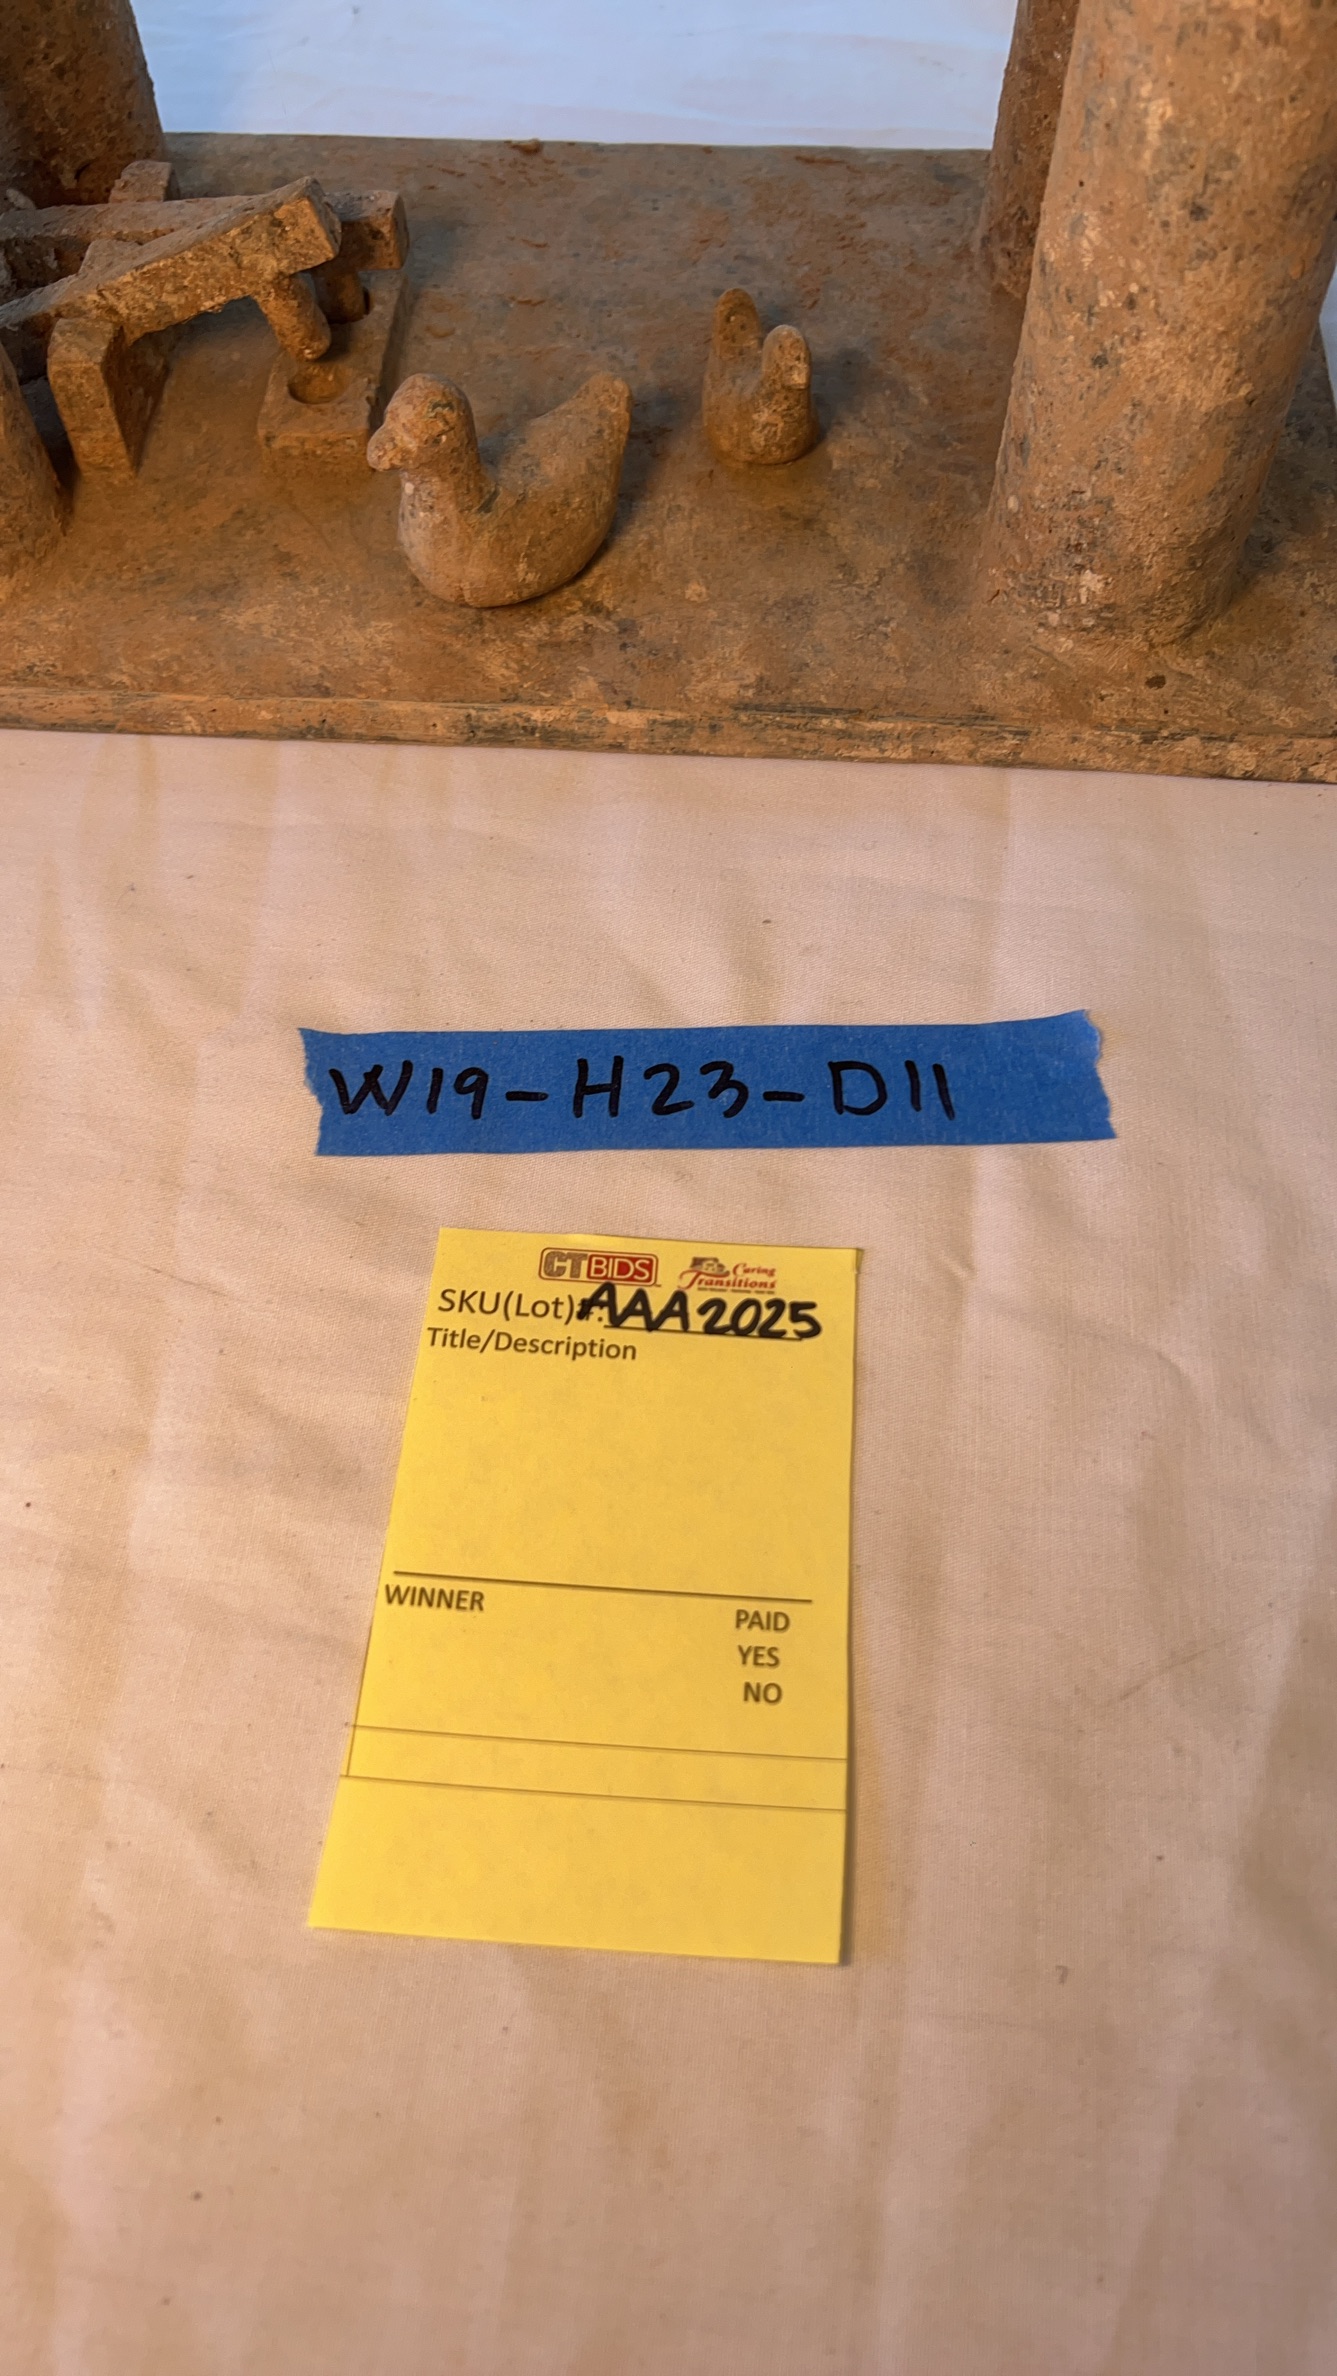 W19-H23-D11
CTBIDS Caring Transitions
SKU(Lot)#: AAA2025
Title/Description
WINNER
PAID
YES
NO